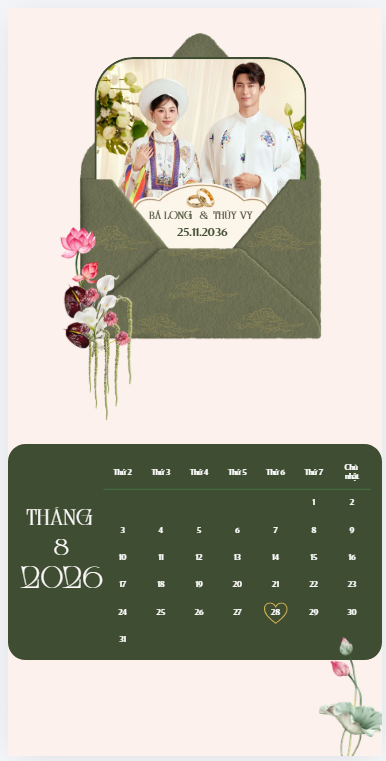 BÁ LONG & THÚY VY
25.11.2036
THÁNG
8
2026
Thứ 2 Thứ 3 Thứ 4 Thứ 5 Thứ 6 Thứ 7 Chủ nhật
1 2
3 4 5 6 7 8 9
10 11 12 13 14 15 16
17 18 19 20 21 22 23
24 25 26 27 28 29 30
31